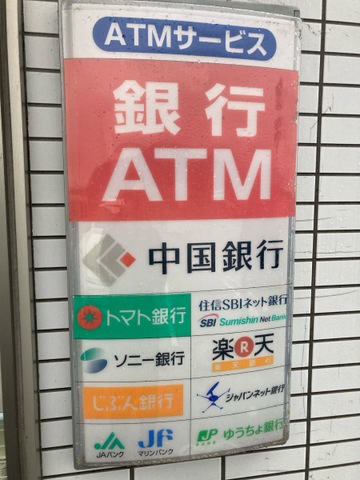 ATMサービス
銀行
ATM
中国銀行
トマト銀行
住信SBIネット銀行
SBI Sumishin Net Bank
ソニー銀行
楽R天
じぶん銀行
ジャパンネット銀行
JA
JAバンク
JF
マリンバンク
JP
ゆうちょ銀行